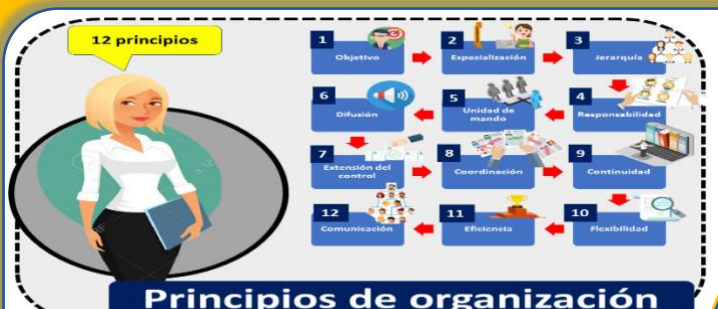 12 principios
1
Objetivo
2
Especialización
3
Jerarquía
4
Responsabilidad
5
Unidad de
mando
6
Difusión
7
Extensión del
control
8
Coordinación
9
Continuidad
10
Flexibilidad
11
Eficiencia
12
Comunicación
Principios de organización